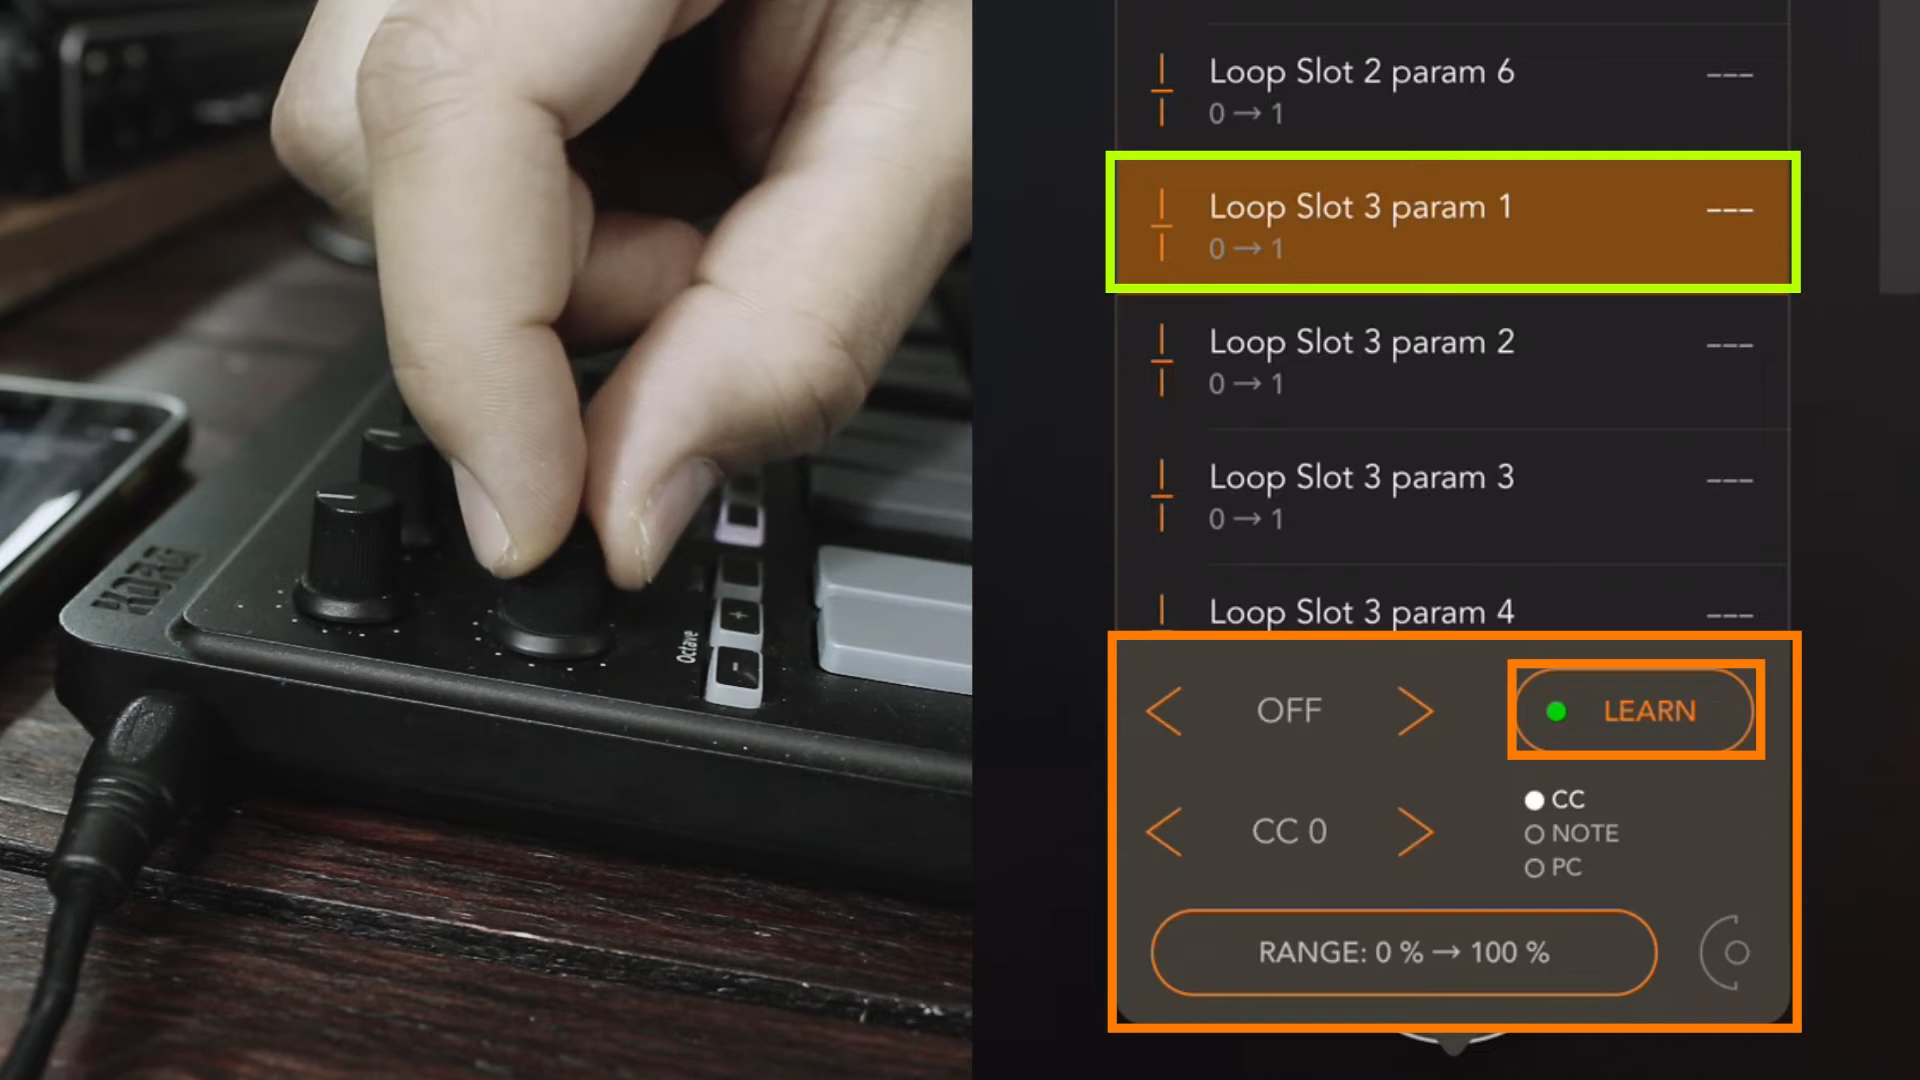 KORG
Octave
+
-
Loop Slot 2 param 6
---
0 → 1
Loop Slot 3 param 1
---
0 → 1
Loop Slot 3 param 2
---
0 → 1
Loop Slot 3 param 3
---
0 → 1
Loop Slot 3 param 4
---
< OFF >
LEARN
< CC 0 >
CC
NOTE
PC
RANGE: 0 % → 100 %